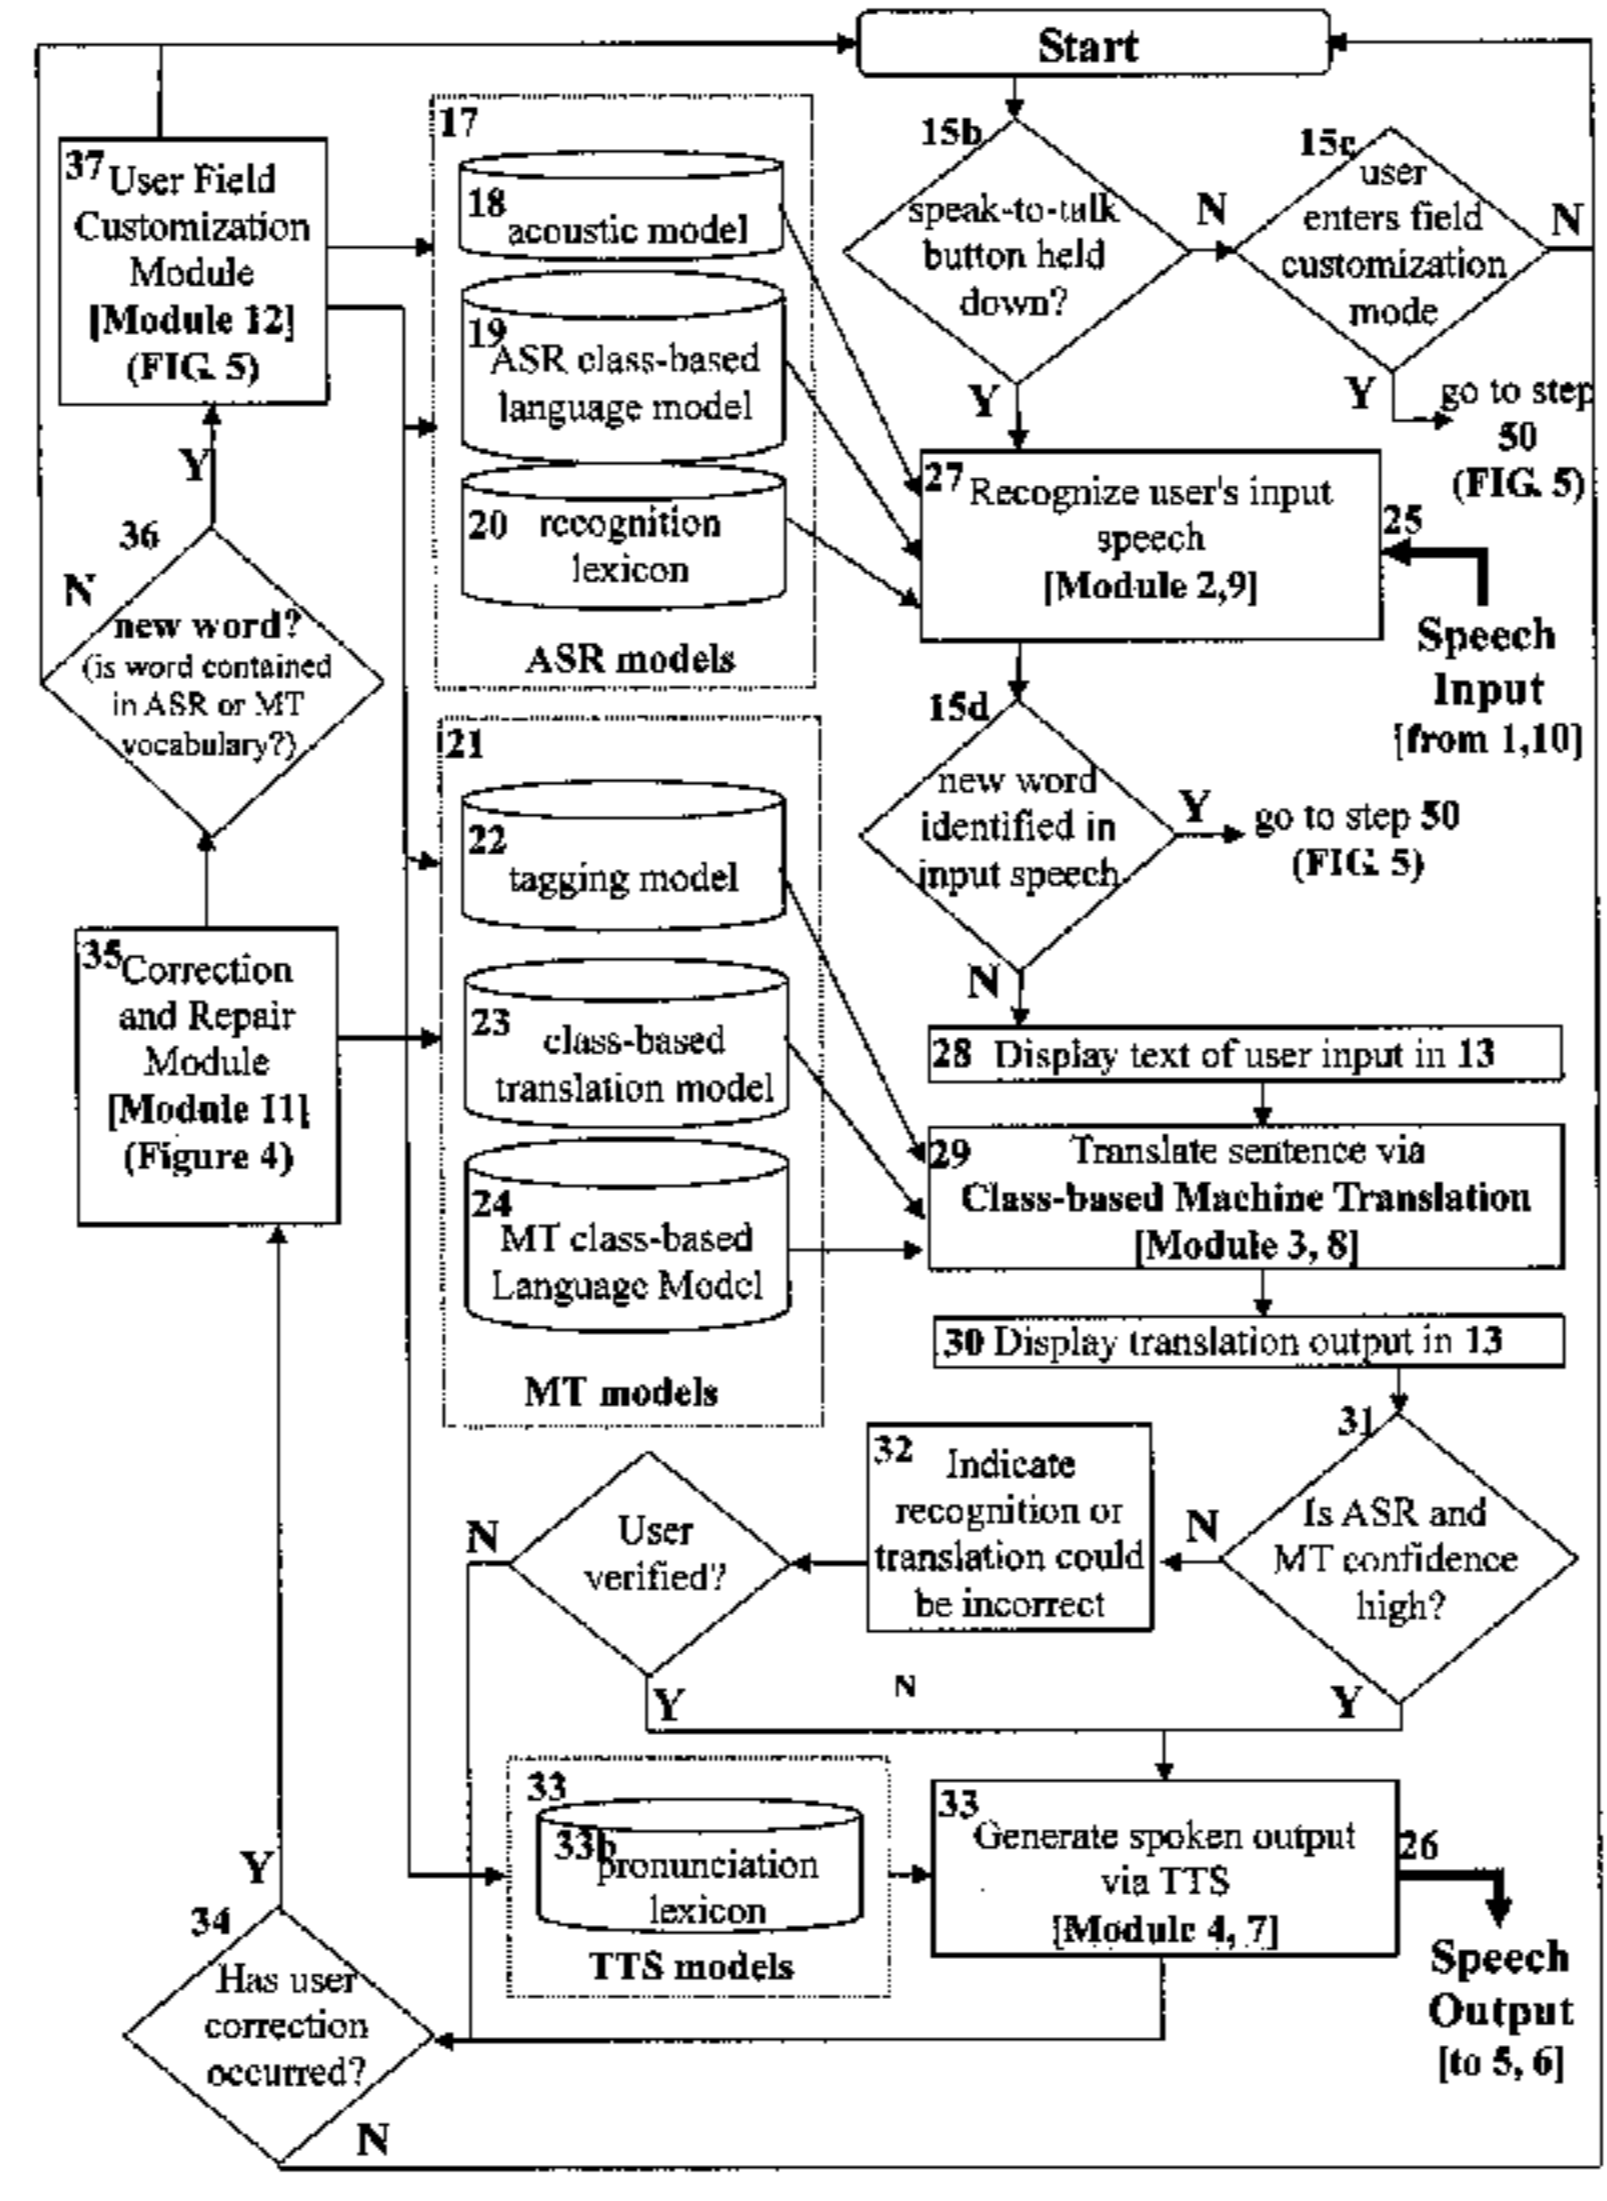 Start
15b
speak-to-talk
button held
down?
N
Y
15c
user
enters field
customization
mode
N
Y
go to step
50
(FIG. 5)
37 User Field
Customization
Module
[Module 12]
(FIG. 5)
Y
36
N
new word?
(is word contained
in ASR or MT
vocabulary?)
35 Correction
and Repair
Module
[Module 11]
(Figure 4)
17
18
acoustic model
19
ASR class-based
language model
20 recognition
lexicon
ASR models
27 Recognize user's input
speech
[Module 2,9]
25
Speech
Input
[from 1,10]
15d
new word
identified in
input speech
Y
go to step 50
(FIG. 5)
N
21
22
tagging model
23
class-based
translation model
24
MT class-based
Language Model
MT models
28 Display text of user input in 13
29 Translate sentence via
Class-based Machine Translation
[Module 3, 8]
30 Display translation output in 13
31
Is ASR and
MT confidence
high?
N
Y
32
Indicate
recognition or
translation could
be incorrect
User
verified?
N
Y
N
33
33b
pronunciation
lexicon
TTS models
33
Generate spoken output
via TTS
[Module 4, 7]
26
Speech
Output
[to 5, 6]
Y
34
Has user
correction
occurred?
N